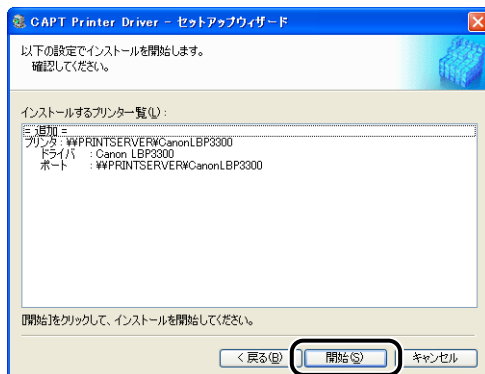 CAPT Printer Driver - セットアップウィザード
以下の設定でインストールを開始します。
確認してください。
インストールするプリンター覧(L):
= 追加 =
プリンタ : ¥¥PRINTSERVER¥CanonLBP3300
ドライバ : Canon LBP3300
ポート : ¥¥PRINTSERVER¥CanonLBP3300
[開始]をクリックして、インストールを開始してください。
< 戻る(B) 開始(S) キャンセル